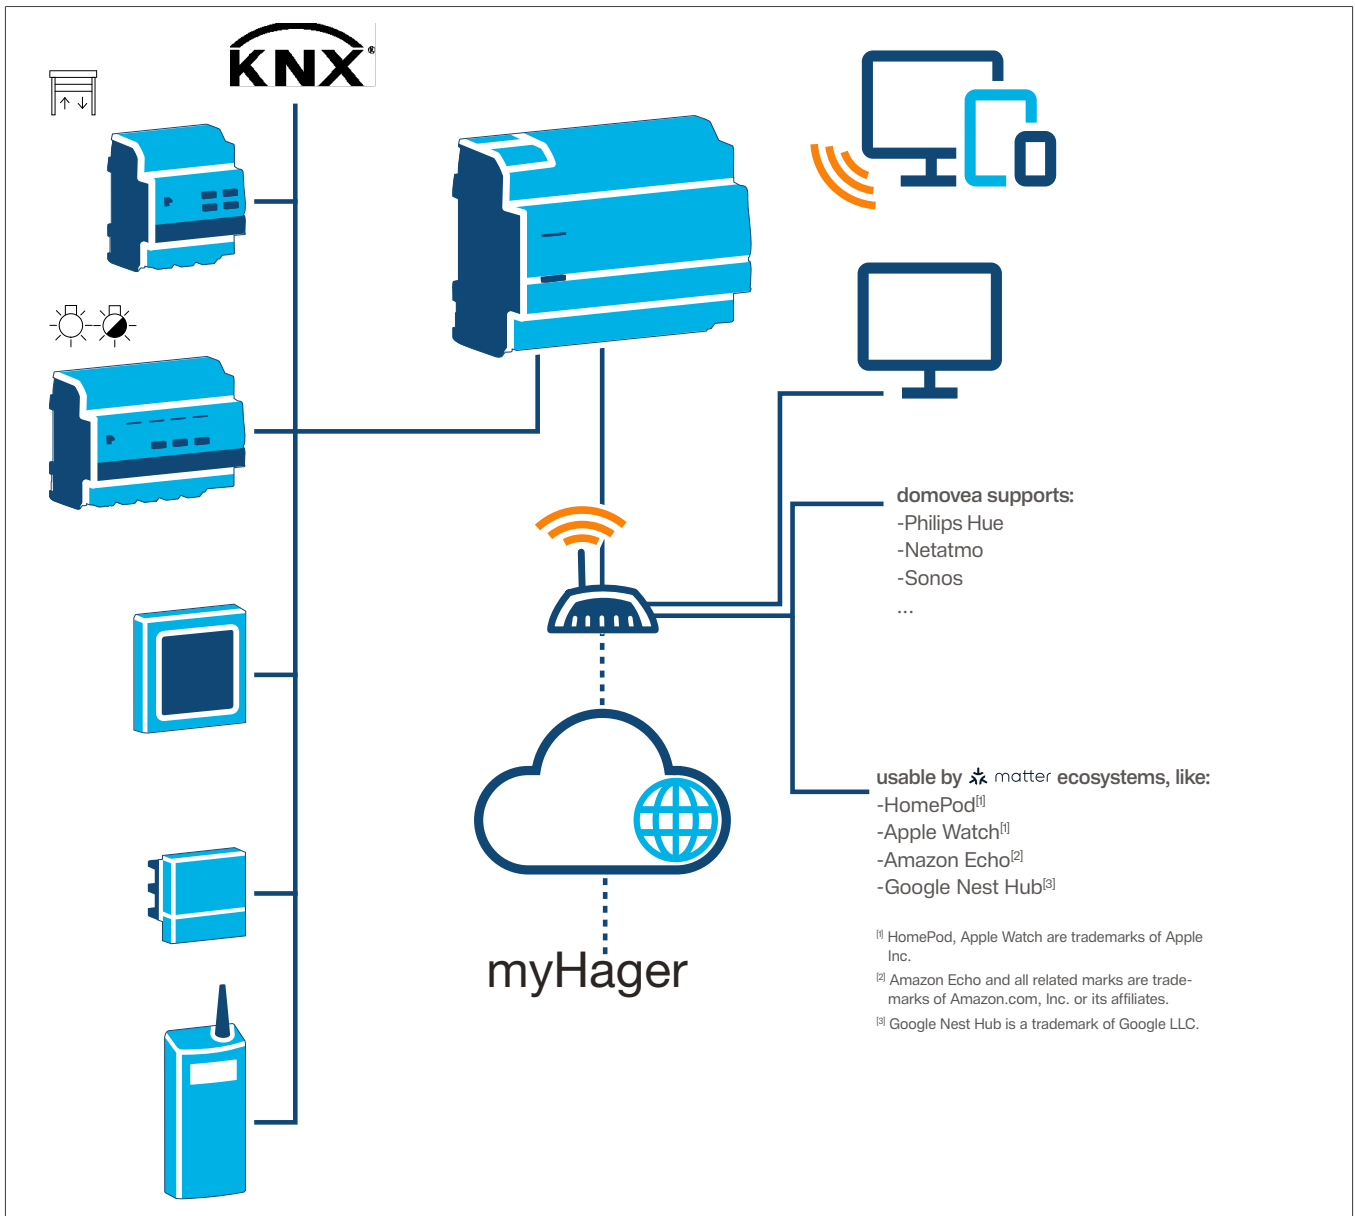 KNX®
domovea supports:
-Philips Hue
-Netatmo
-Sonos
...
usable by matter ecosystems, like:
-HomePod[1]
-Apple Watch[1]
-Amazon Echo[2]
-Google Nest Hub[3]
[1] HomePod, Apple Watch are trademarks of Apple
Inc.
[2] Amazon Echo and all related marks are trade-
marks of Amazon.com, Inc. or its affiliates.
[3] Google Nest Hub is a trademark of Google LLC.
myHager